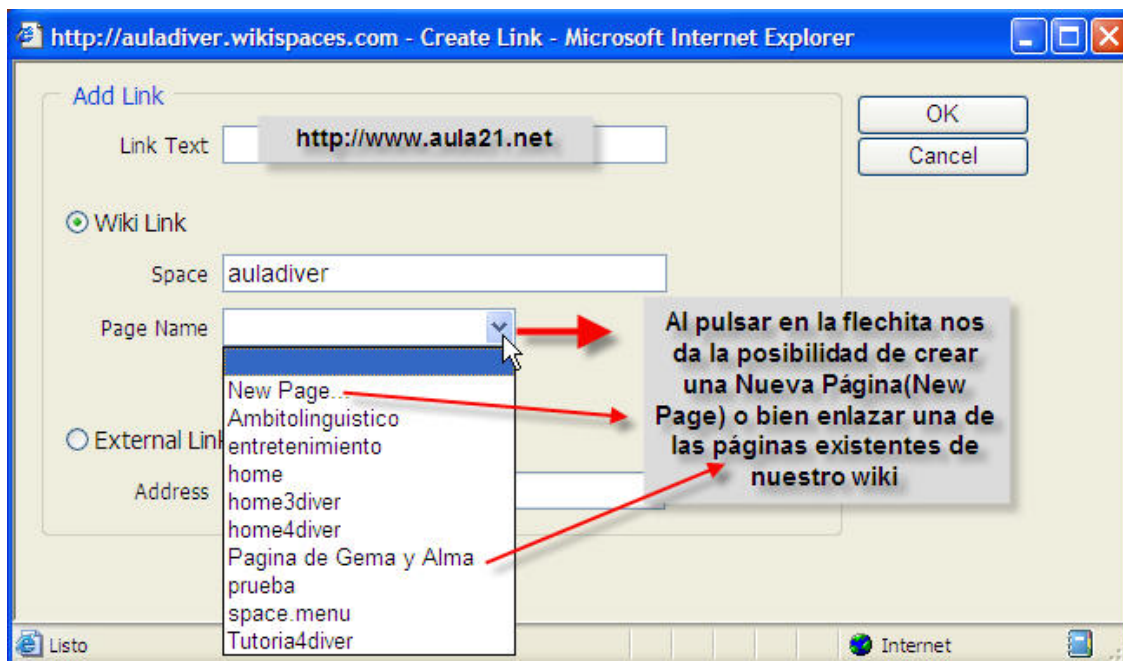 http://auladiver.wikispaces.com - Create Link - Microsoft Internet Explorer
Add Link
Link Text
http://www.aula21.net
OK
Cancel
Wiki Link
Space
auladiver
Page Name
New Page...
Ambitolinguistico
entretenimiento
home
home3diver
home4diver
Pagina de Gema y Alma
prueba
space.menu
Tutoria4diver
Al pulsar en la flechita nos
da la posibilidad de crear
una Nueva Página(New
Page) o bien enlazar una de
las páginas existentes de
nuestro wiki
External Link
Address
Listo
Internet